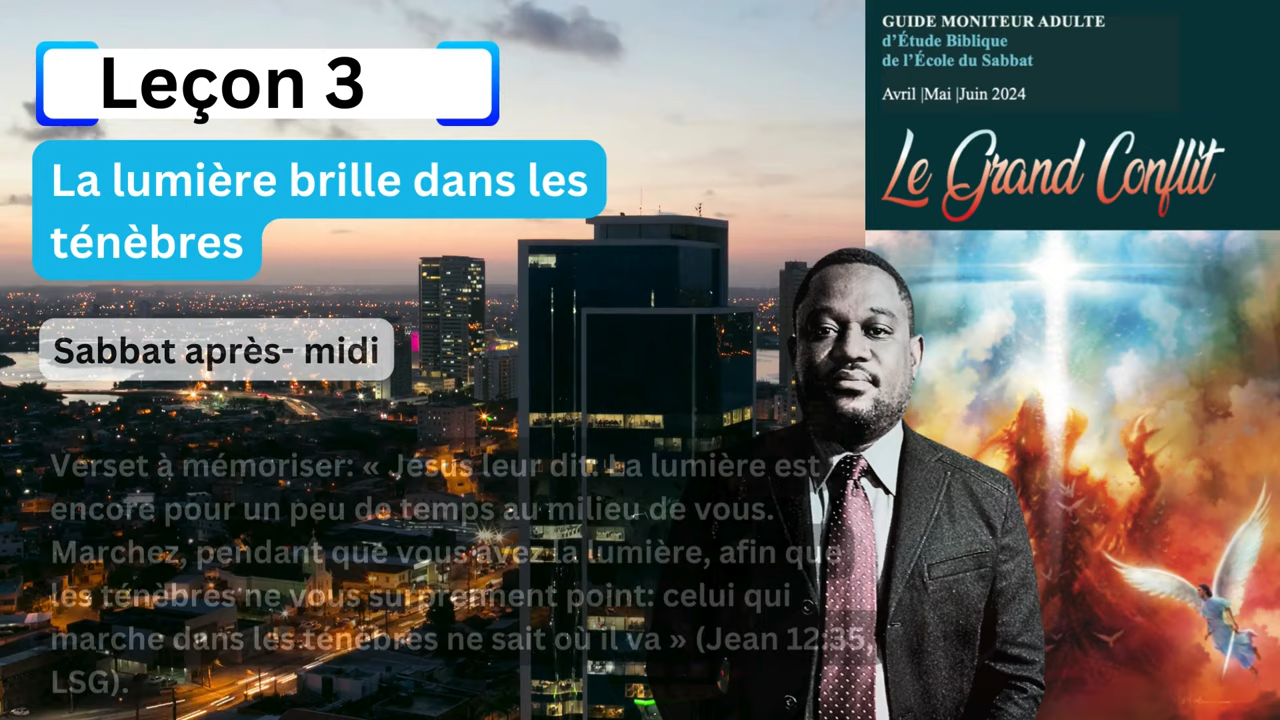 Leçon 3
La lumière brille dans les
ténèbres
Sabbat après- midi
Verset à mémoriser: « Jésus leur dit: La lumière est
encore pour un peu de temps au milieu de vous.
Marchez, pendant que vous avez la lumière, afin que
les ténèbres ne vous surprennent point: celui qui
marche dans les ténèbres ne sait où il va » (Jean 12:35,
LSG).
GUIDE MONITEUR ADULTE
d'Étude Biblique
de l'École du Sabbat
Avril |Mai |Juin 2024
Le Grand Conflit